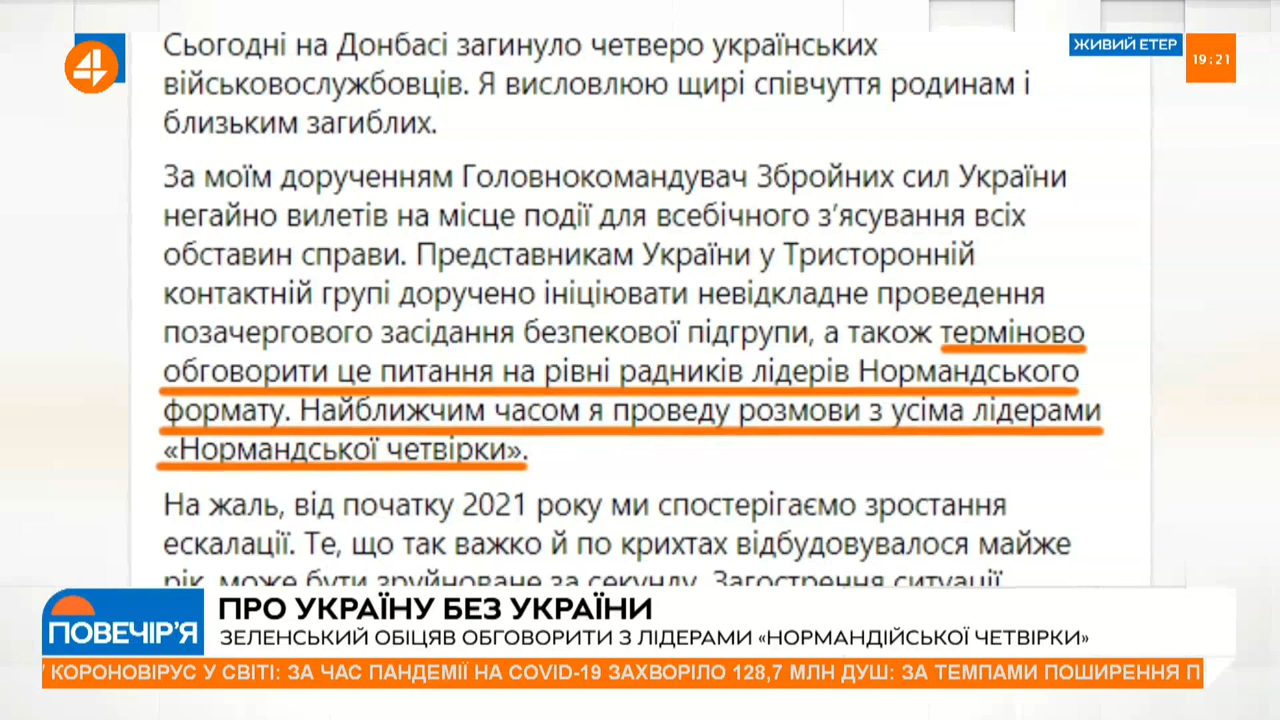 4
ЖИВИЙ ЕТЕР
19:21
Сьогодні на Донбасі загинуло четверо українських
військовослужбовців. Я висловлюю щирі співчуття родинам і
близьким загиблих.
За моїм дорученням Головнокомандувач Збройних сил України
негайно вилетів на місце події для всебічного з’ясування всіх
обставин справи. Представникам України у Тристоронній
контактній групі доручено ініціювати невідкладне проведення
позачергового засідання безпекової підгрупи, а також терміново
обговорити це питання на рівні радників лідерів Нормандського
формату. Найближчим часом я проведу розмови з усіма лідерами
«Нормандської четвірки».
На жаль, від початку 2021 року ми спостерігаємо зростання
ескалації. Те, що так важко й по крихтах відбудовувалося майже
рік, може бути зруйноване за секунду. Загострення ситуації
ПОВЕЧІР'Я
ПРО УКРАЇНУ БЕЗ УКРАЇНИ
ЗЕЛЕНСЬКИЙ ОБІЦЯВ ОБГОВОРИТИ З ЛІДЕРАМИ «НОРМАНДІЙСЬКОЇ ЧЕТВІРКИ»
КОРОНОВІРУС У СВІТІ: ЗА ЧАС ПАНДЕМІЇ НА COVID-19 ЗАХВОРІЛО 128,7 МЛН ДУШ: ЗА ТЕМПАМИ ПОШИРЕННЯ П